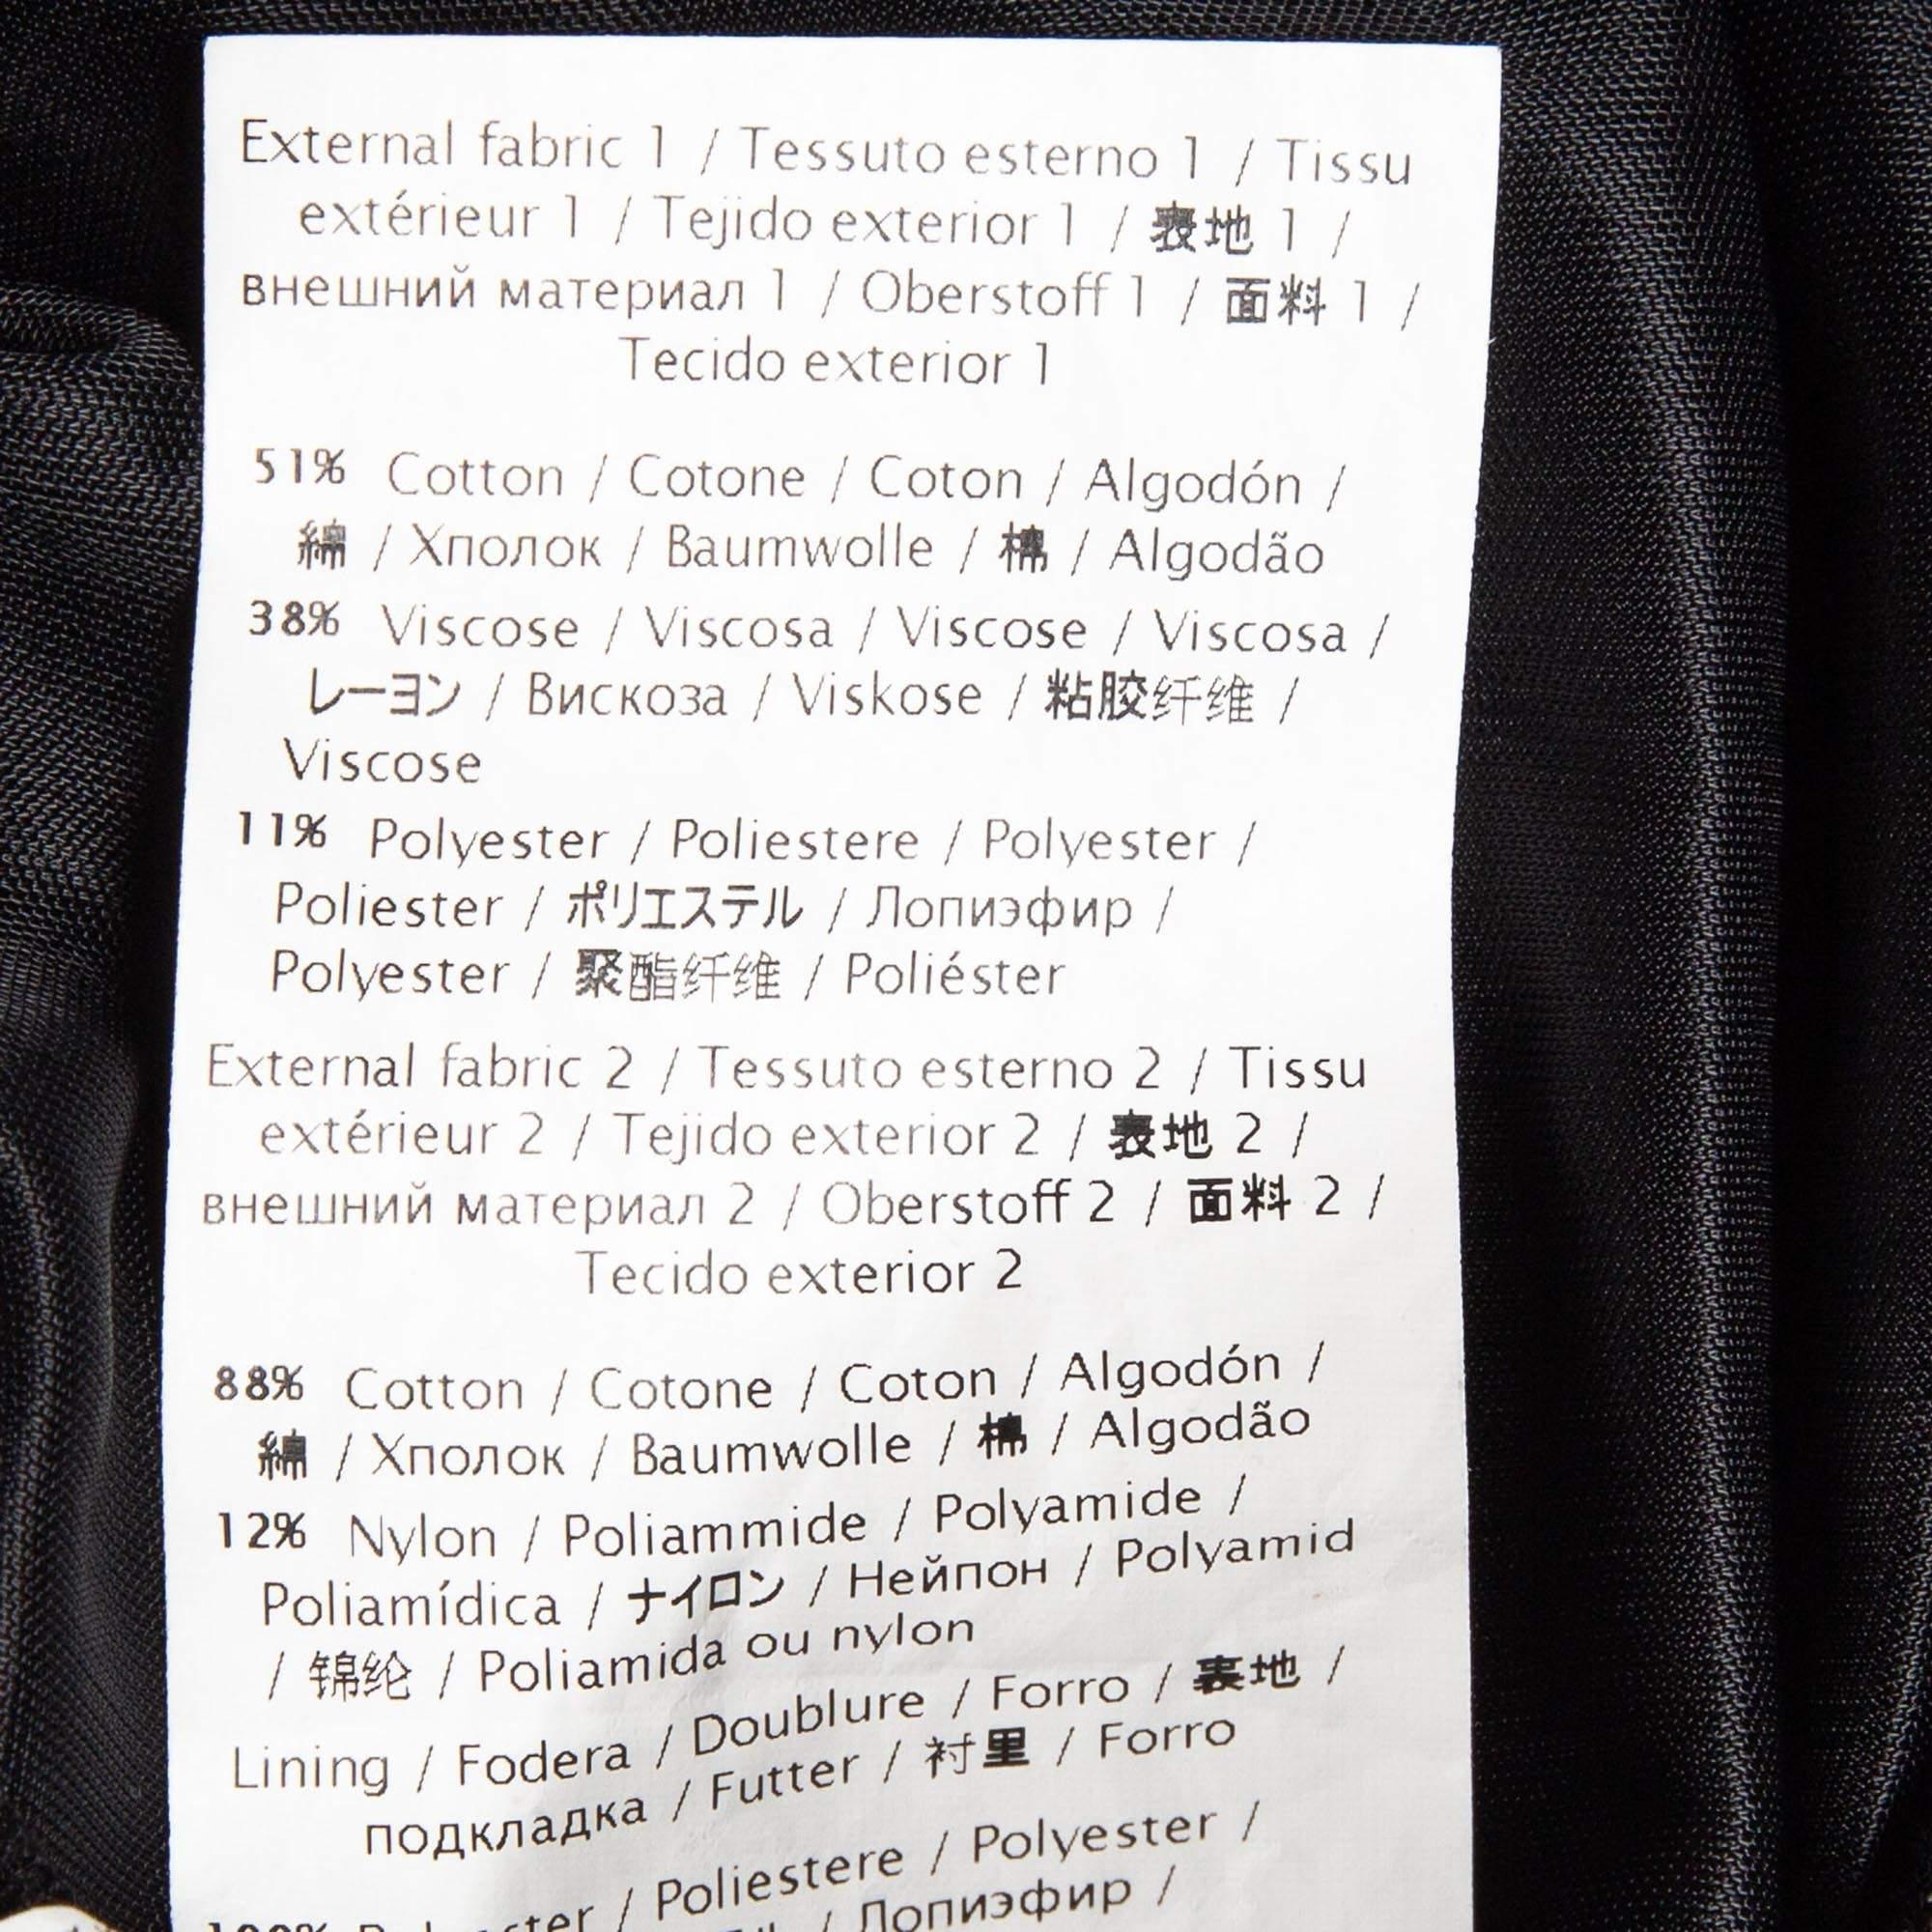 External fabric 1 / Tessuto esterno 1 / Tissu
extérieur 1 / Tejido exterior 1 / 表地 1 /
внешний материал 1 / Oberstoff 1 / 面料 1 /
Tecido exterior 1
51% Cotton / Cotone / Coton / Algodón /
綿 / Хполок / Baumwolle / 棉 / Algodão
38% Viscose / Viscosa / Viscose / Viscosa /
レーヨン / Вискоза / Viskose / 粘胶纤维 /
Viscose
11% Polyester / Poliestere / Polyester /
Poliester / ポリエステル / Лопиэфир /
Polyester / 聚酯纤维 / Poliéster
External fabric 2 / Tessuto esterno 2 / Tissu
extérieur 2 / Tejido exterior 2 / 表地 2 /
внешний материал 2 / Oberstoff 2 / 面料 2 /
Tecido exterior 2
88% Cotton / Cotone / Coton / Algodón /
綿 / Хполок / Baumwolle / 棉 / Algodão
12% Nylon / Poliammide / Polyamide /
Poliamídica / ナイロン / Нейпон / Polyamid
/ 锦纶 / Poliamida ou nylon
Lining / Fodera / Doublure / Forro / 裏地 /
подкладка / Futter / 衬里 / Forro
100% Polyester / Poliestere / Polyester /
/ Лопиэфир /